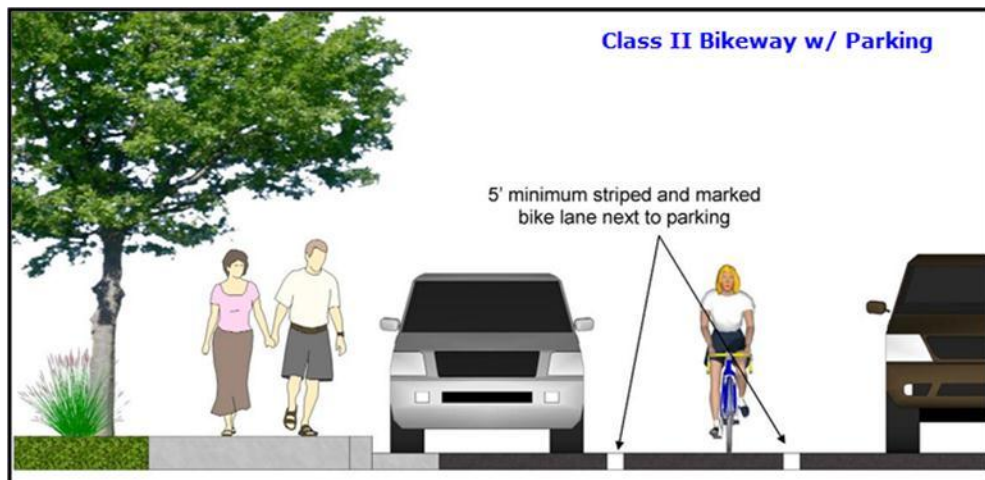 Class II Bikeway w/ Parking
5' minimum striped and marked
bike lane next to parking